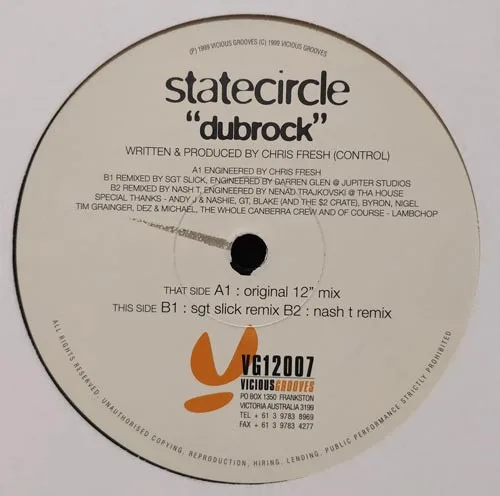 (P) 1999 VICIOUS GROOVES (C) 1999 VICIOUS GROOVES
statecircle
“dubrock”
WRITTEN & PRODUCED BY CHRIS FRESH (CONTROL)
A1 ENGINEERED BY CHRIS FRESH
B1 REMIXED BY SGT SLICK, ENGINEERED BY DARREN GLEN @ JUPITER STUDIOS
B2 REMIXED BY NASH T, ENGINEERED BY NENAD TRAJKOVSKI @ THA HOUSE
SPECIAL THANKS - ANDY J & NASHIE, GT, BLAKE (AND THE $2 CRATE), BYRON, NIGEL
TIM GRAINGER, DEZ & MICHAEL, THE WHOLE CANBERRA CREW AND OF COURSE - LAMBCHOP
THAT SIDE A1 : original 12” mix
THIS SIDE B1 : sgt slick remix B2 : nash t remix
VG12007
VICIOUSGROOVES
PO BOX 1350 FRANKSTON
VICTORIA AUSTRALIA 3199
TEL + 61 3 9783 8969
FAX + 61 3 9783 4277
ALL RIGHTS RESERVED. UNAUTHORISED COPYING, REPRODUCTION, HIRING, LENDING, PUBLIC PERFORMANCE STRICTLY PROHIBITED